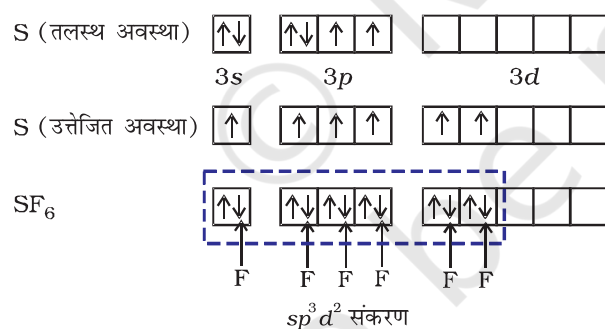 S (तलस्थ अवस्था) ↑↓ ↑↓ ↑ ↑
3s 3p 3d
S (उत्तेजित अवस्था) ↑ ↑ ↑ ↑ ↑ ↑
SF₆ ↑↓ ↑↓ ↑↓ ↑↓ ↑↓ ↑↓
F F F F F F
sp³d² संकरण